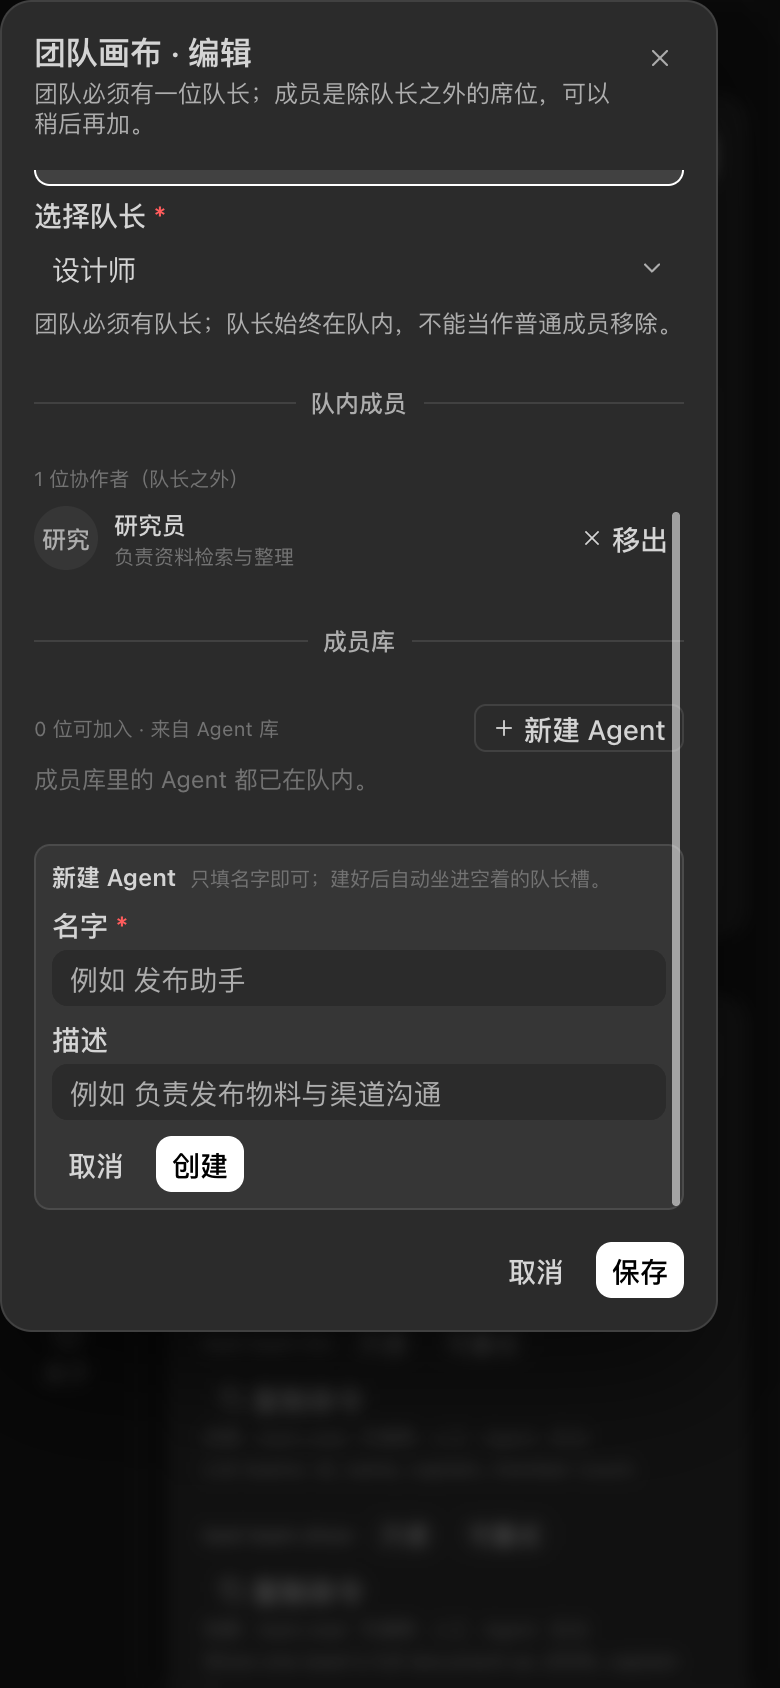 团队画布 · 编辑
团队必须有一位队长；成员是除队长之外的席位，可以
稍后再加。
选择队长 *
设计师
团队必须有队长；队长始终在队内，不能当作普通成员移除。
队内成员
1 位协作者（队长之外）
研究
研究员
负责资料检索与整理
× 移出
成员库
0 位可加入 · 来自 Agent 库
+ 新建 Agent
成员库里的 Agent 都已在队内。
新建 Agent 只填名字即可；建好后自动坐进空着的队长槽。
名字 *
例如 发布助手
描述
例如 负责发布物料与渠道沟通
取消
创建
取消
保存